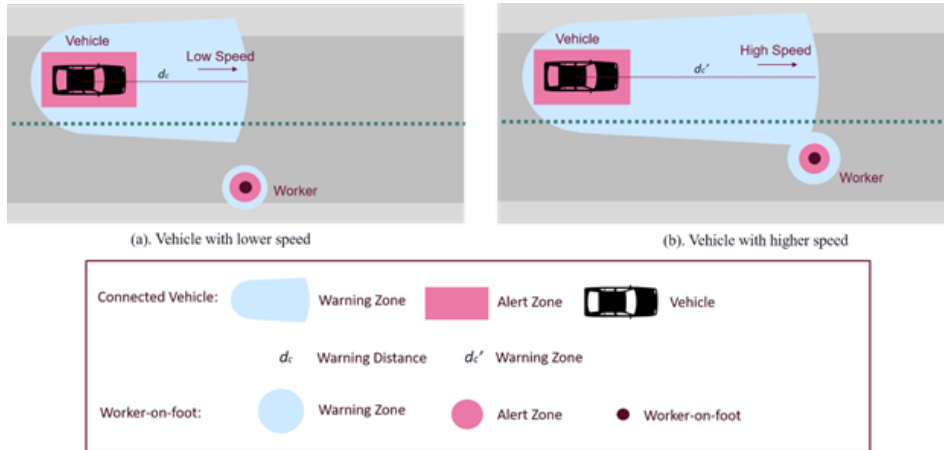 Vehicle
Low Speed
d꜀
Worker
Vehicle
High Speed
d꜀′
Worker
(a). Vehicle with lower speed
(b). Vehicle with higher speed
Connected Vehicle:
Warning Zone
Alert Zone
Vehicle
d꜀ Warning Distance
d꜀′ Warning Zone
Worker-on-foot:
Warning Zone
Alert Zone
Worker-on-foot